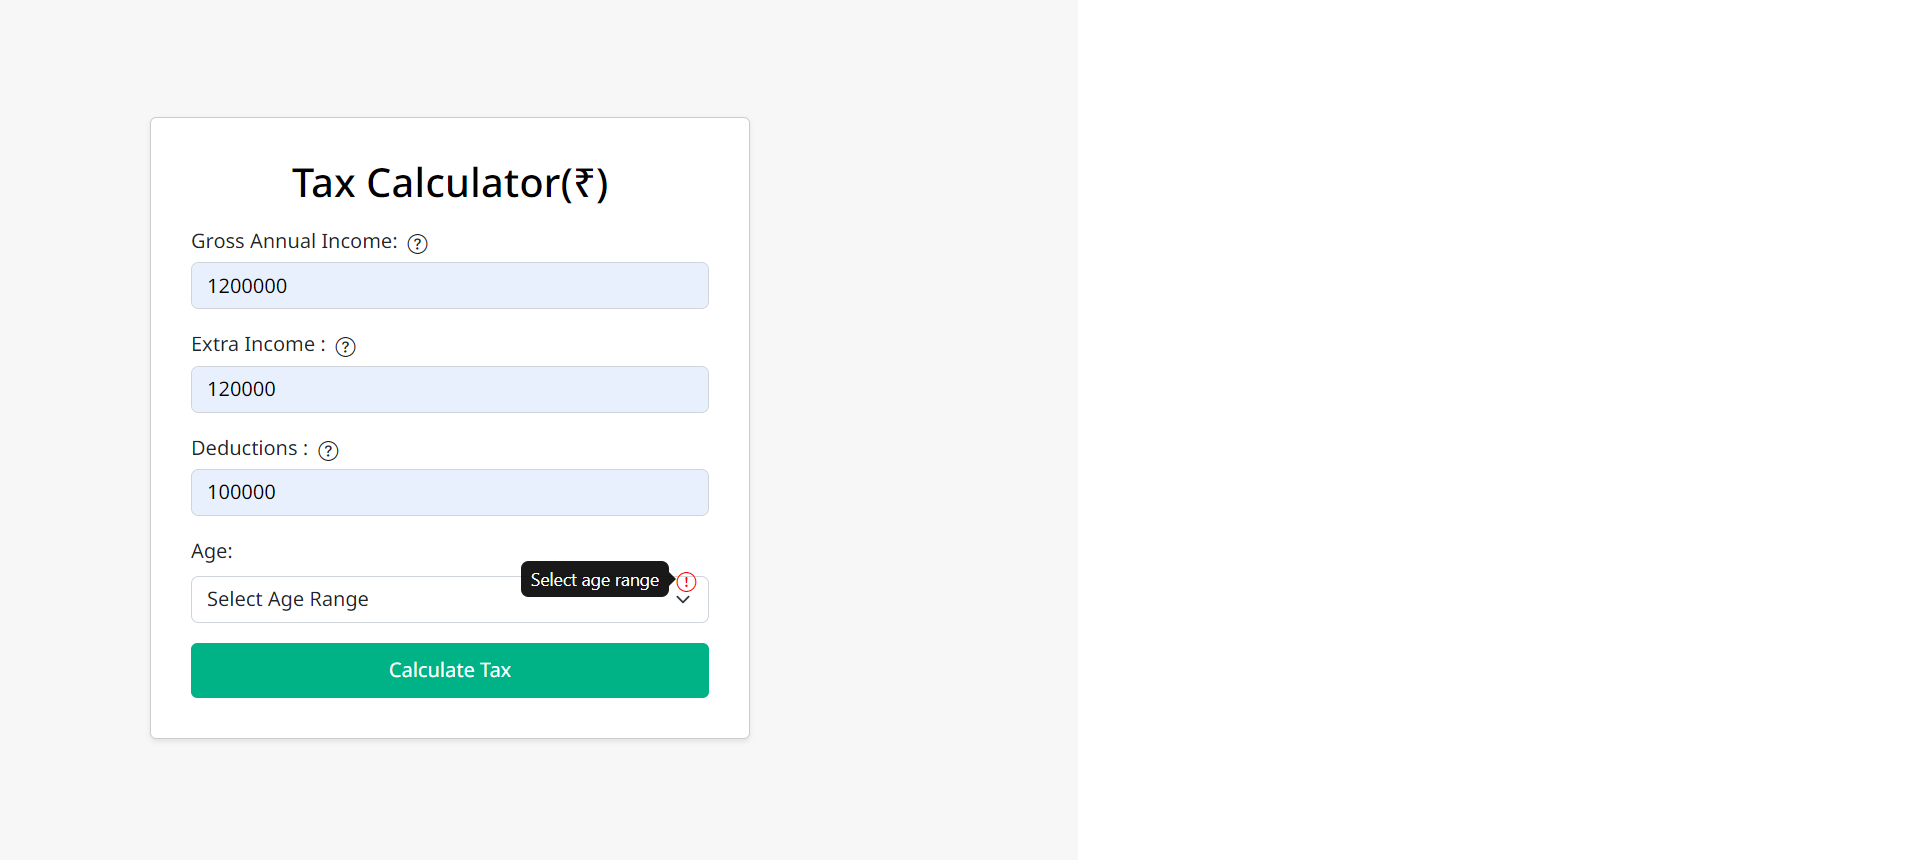 Tax Calculator(₹)
Gross Annual Income: ?
1200000
Extra Income : ?
120000
Deductions : ?
100000
Age:
Select age range !
Select Age Range
Calculate Tax